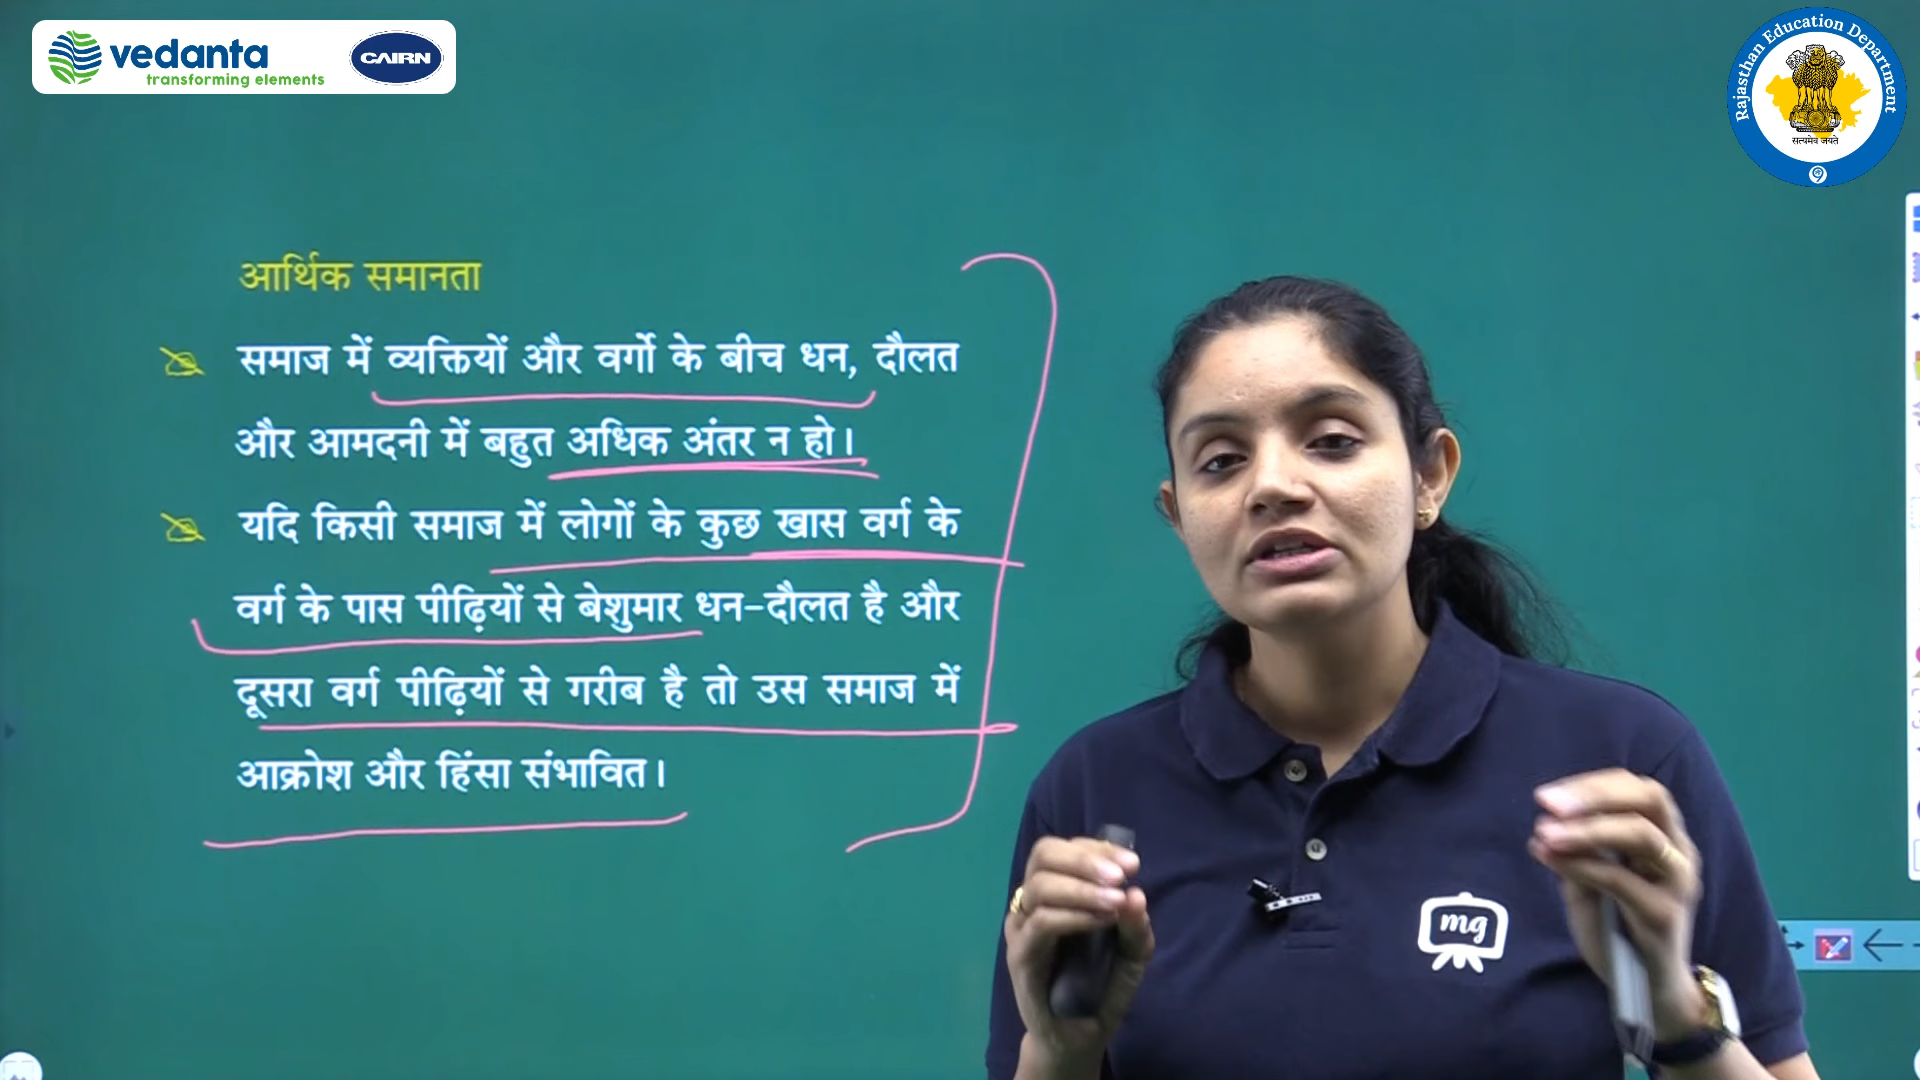 vedanta
transforming elements
CAIRN
Rajasthan Education Department
सत्यमेव जयते
आर्थिक समानता
समाज में व्यक्तियों और वर्गो के बीच धन, दौलत
और आमदनी में बहुत अधिक अंतर न हो।
यदि किसी समाज में लोगों के कुछ खास वर्ग के
वर्ग के पास पीढ़ियों से बेशुमार धन-दौलत है और
दूसरा वर्ग पीढ़ियों से गरीब है तो उस समाज में
आक्रोश और हिंसा संभावित।
mg